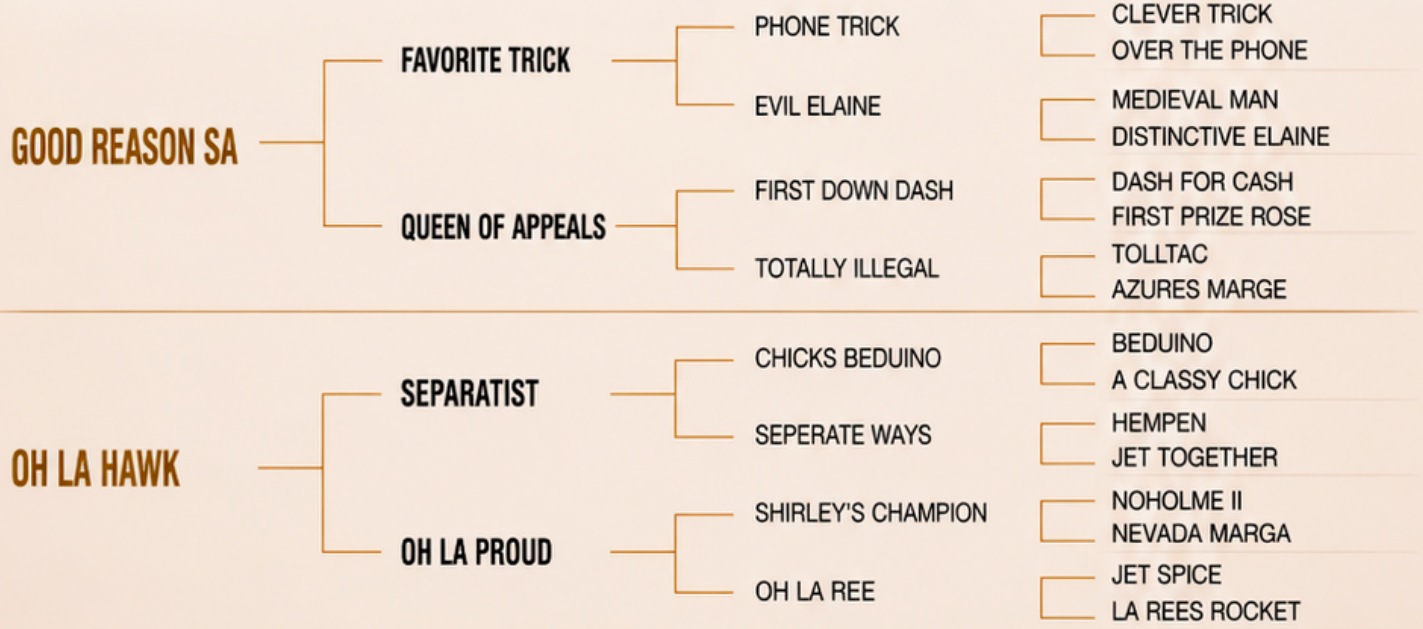 GOOD REASON SA
FAVORITE TRICK
PHONE TRICK
CLEVER TRICK
OVER THE PHONE
EVIL ELAINE
MEDIEVAL MAN
DISTINCTIVE ELAINE
QUEEN OF APPEALS
FIRST DOWN DASH
DASH FOR CASH
FIRST PRIZE ROSE
TOTALLY ILLEGAL
TOLLTAC
AZURES MARGE
OH LA HAWK
SEPARATIST
CHICKS BEDUINO
BEDUINO
A CLASSY CHICK
SEPERATE WAYS
HEMPEN
JET TOGETHER
OH LA PROUD
SHIRLEY'S CHAMPION
NOHOLME II
NEVADA MARGA
OH LA REE
JET SPICE
LA REES ROCKET